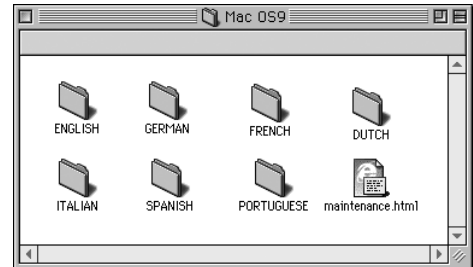 Mac OS9
ENGLISH GERMAN FRENCH DUTCH
ITALIAN SPANISH PORTUGUESE maintenance.html